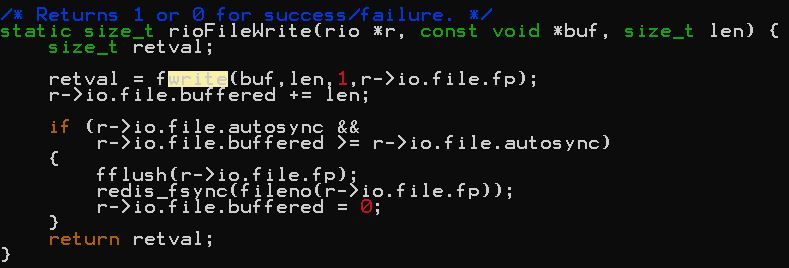 /* Returns 1 or 0 for success/failure. */
static size_t rioFileWrite(rio *r, const void *buf, size_t len) {
    size_t retval;

    retval = fwrite(buf,len,1,r->io.file.fp);
    r->io.file.buffered += len;

    if (r->io.file.autosync &&
        r->io.file.buffered >= r->io.file.autosync)
    {
        fflush(r->io.file.fp);
        redis_fsync(fileno(r->io.file.fp));
        r->io.file.buffered = 0;
    }
    return retval;
}